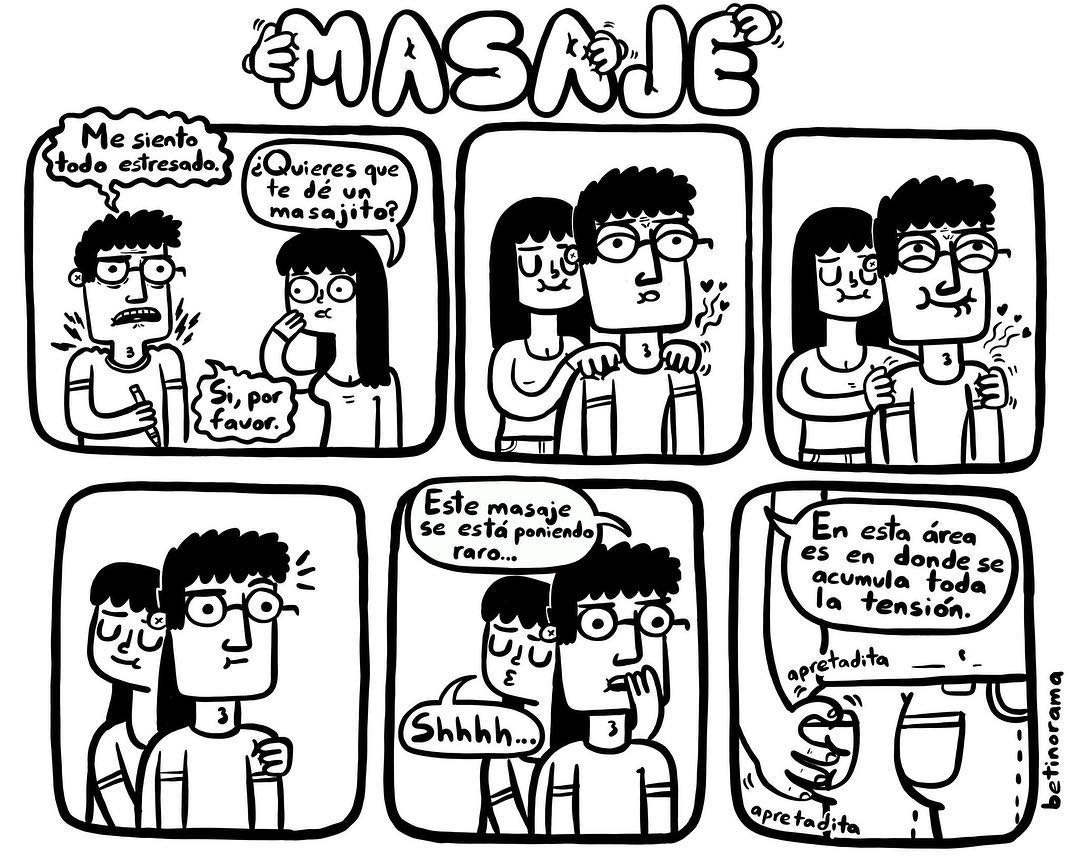 MASAJE
Me siento
todo estresado.
¿Quieres que
te dé un
masajito?
Si, por
favor.
Este masaje
se está poniendo
raro...
Shhhh...
En esta área
es en donde se
acumula toda
la tensión.
apretadita
apretadita
betinorama